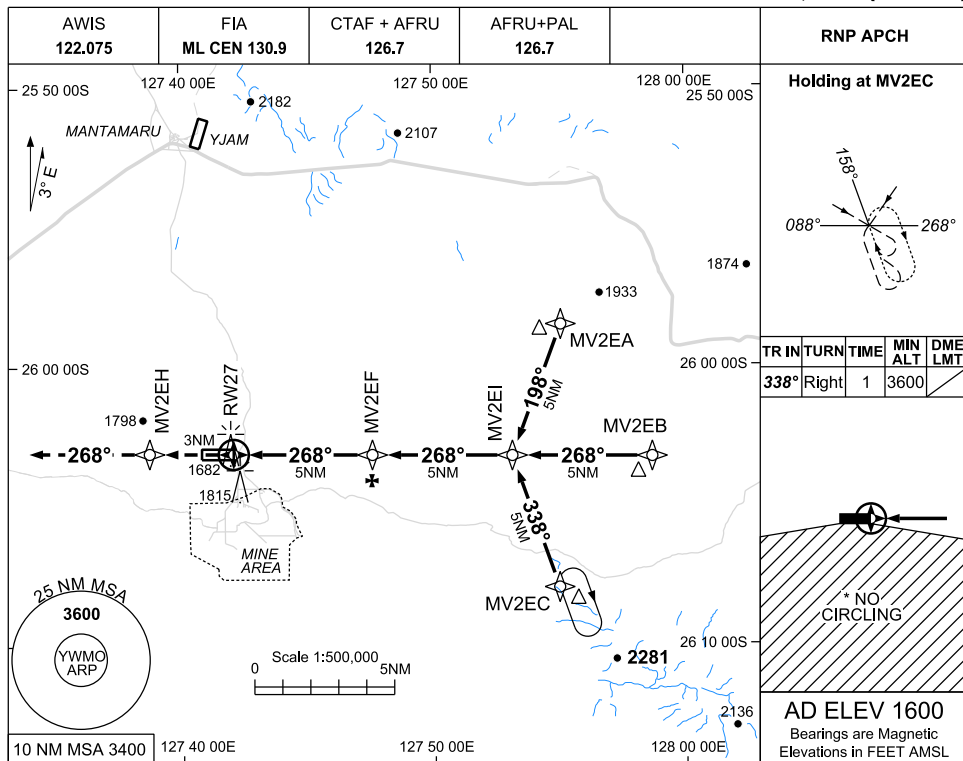 AWIS
122.075
FIA
ML CEN 130.9
CTAF + AFRU
126.7
AFRU+PAL
126.7
RNP APCH
127 40 00E
127 50 00E
128 00 00E
25 50 00S
25 50 00S
2182
2107
MANTAMARU
YJAM
3° E
1874
1933
MV2EA
26 00 00S
198°
5NM
MV2EH
RW27
MV2EF
MV2EI
MV2EB
1798
3NM
268°
268°
5NM
268°
5NM
268°
5NM
1682
1815
338°
5NM
MINE
AREA
MV2EC
25 NM MSA
3600
YWMO
ARP
Scale 1:500,000
0
5NM
26 10 00S
2281
2136
10 NM MSA 3400
127 40 00E
127 50 00E
128 00 00E
Holding at MV2EC
158°
088°
268°
TR IN TURN TIME MIN ALT DME LMT
338° Right 1 3600
* NO
CIRCLING
AD ELEV 1600
Bearings are Magnetic
Elevations in FEET AMSL